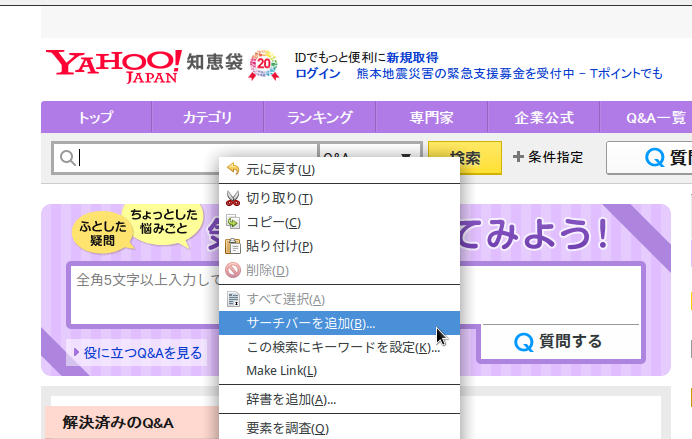 YAHOO! JAPAN 知恵袋 20
IDでもっと便利に新規取得
ログイン 熊本地震災害の緊急支援募金を受付中 − Tポイントでも
トップ カテゴリ ランキング 専門家 企業公式 Q&A一覧
Q&A 検索 +条件指定 Q 質問
元に戻す(U)
切り取り(T)
コピー(C)
貼り付け(P)
削除(D)
すべて選択(A)
サーチバーを追加(B)...
この検索にキーワードを設定(K)...
Make Link(L)
辞書を追加(A)...
要素を調査(Q)
ふとした
疑問
ちょっとした
悩みごと
てみよう!
全角5文字以上入力して
役に立つQ&Aを見る
Q 質問する
解決済みのQ&A